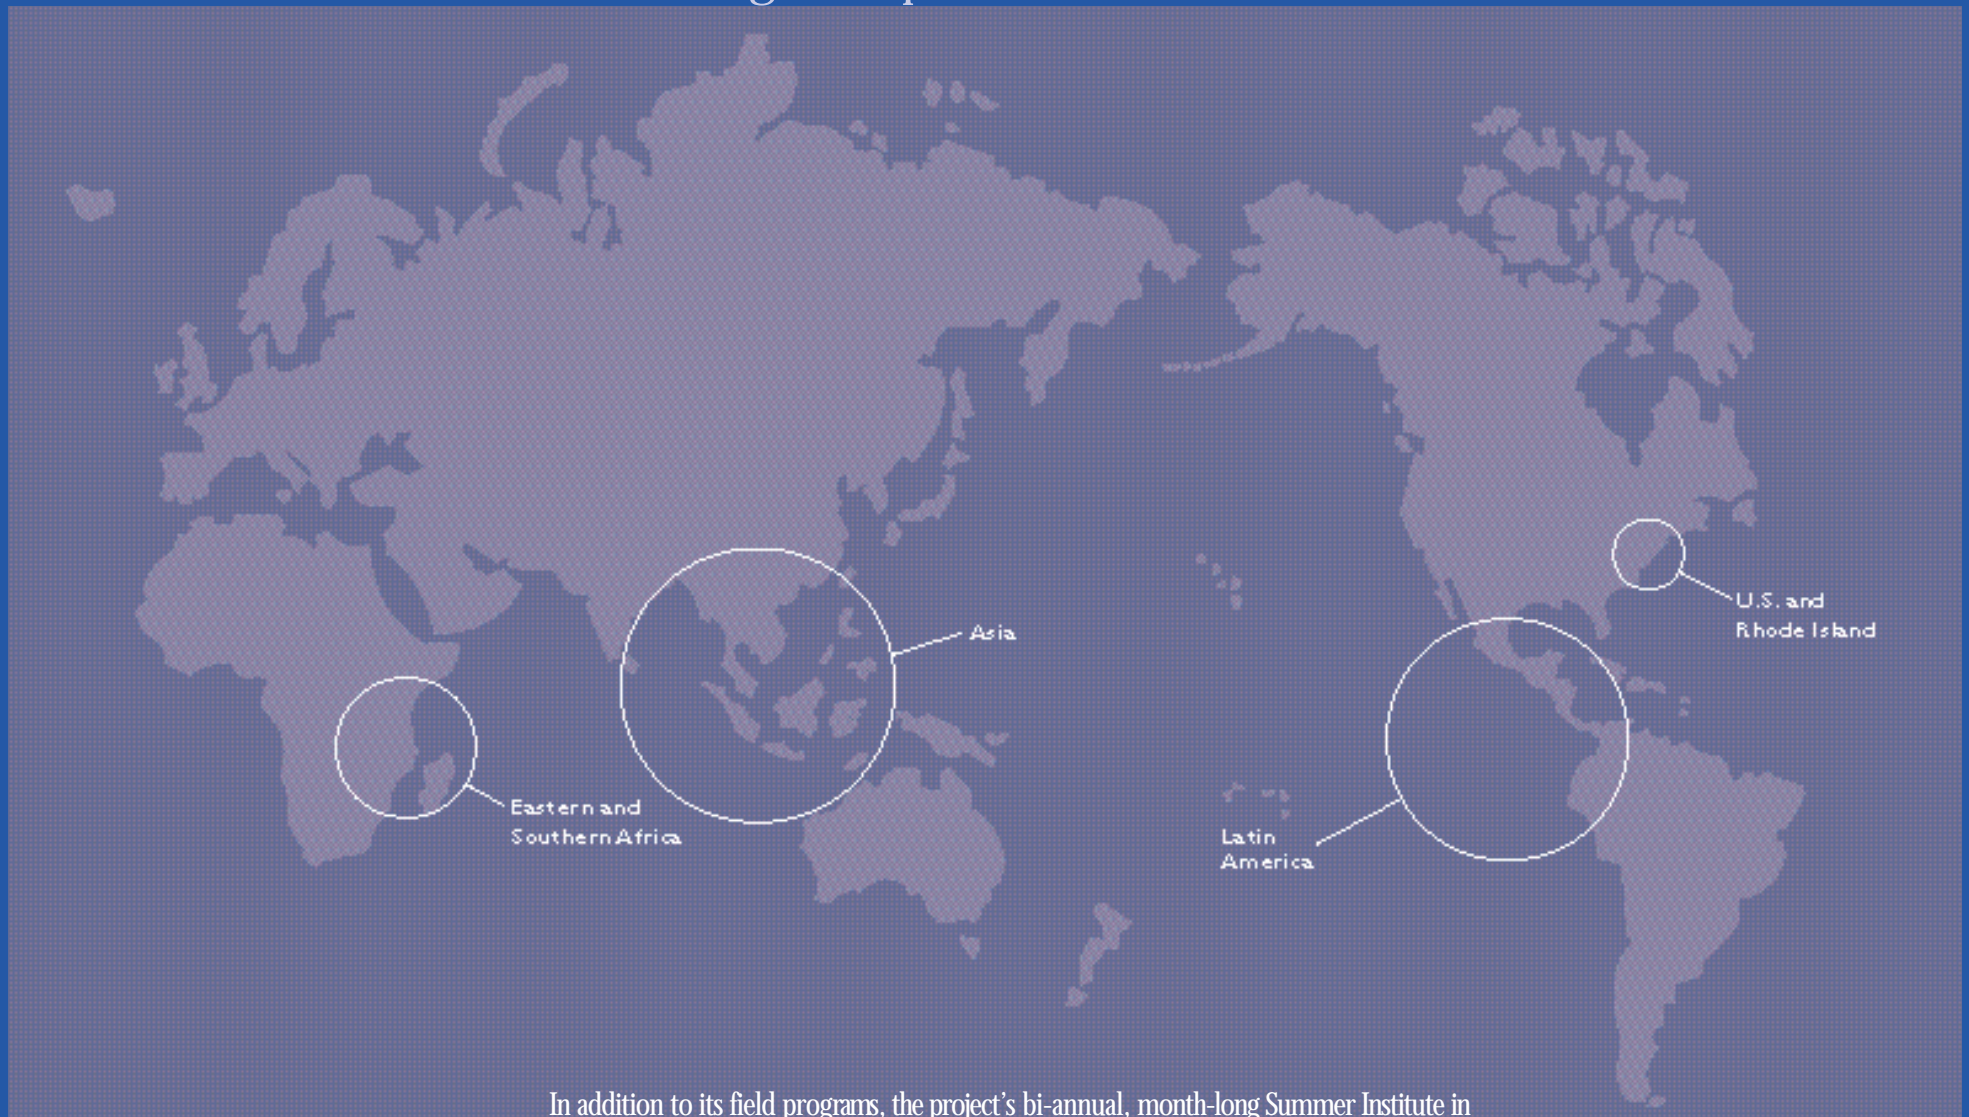 U.S. and
Rhode Island
Asia
Eastern and
Southern Africa
Latin
America
In addition to its field programs, the project's bi-annual, month-long Summer Institute in